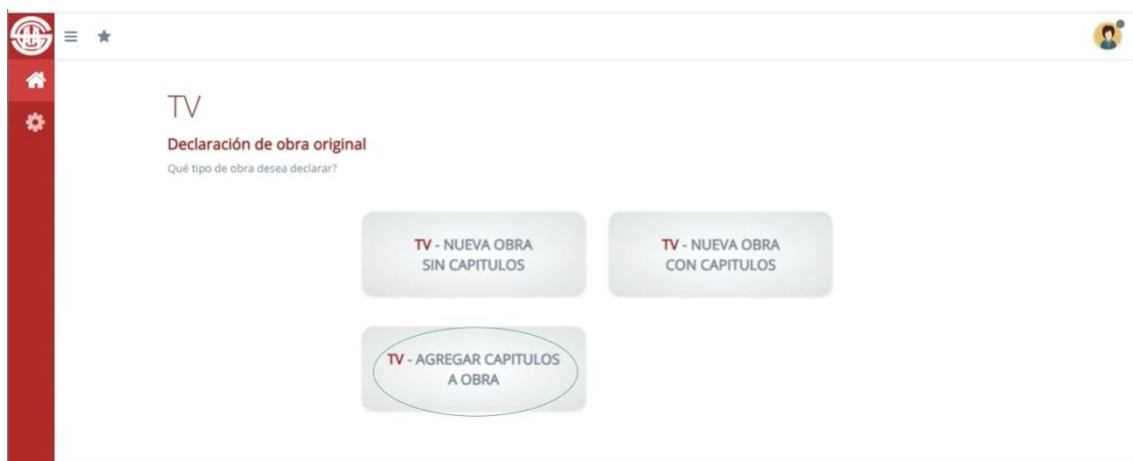 TV
Declaración de obra original
Qué tipo de obra desea declarar?
TV - NUEVA OBRA
SIN CAPITULOS
TV - NUEVA OBRA
CON CAPITULOS
TV - AGREGAR CAPITULOS
A OBRA